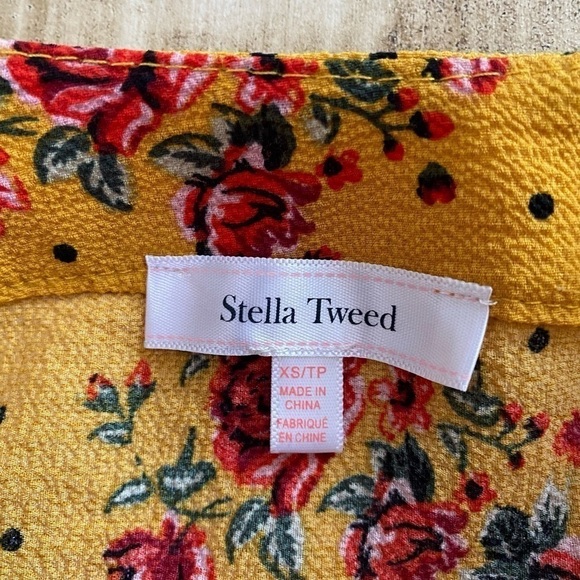 Stella Tweed
XS/TP
MADE IN
CHINA
FABRIQUÉ
EN CHINE